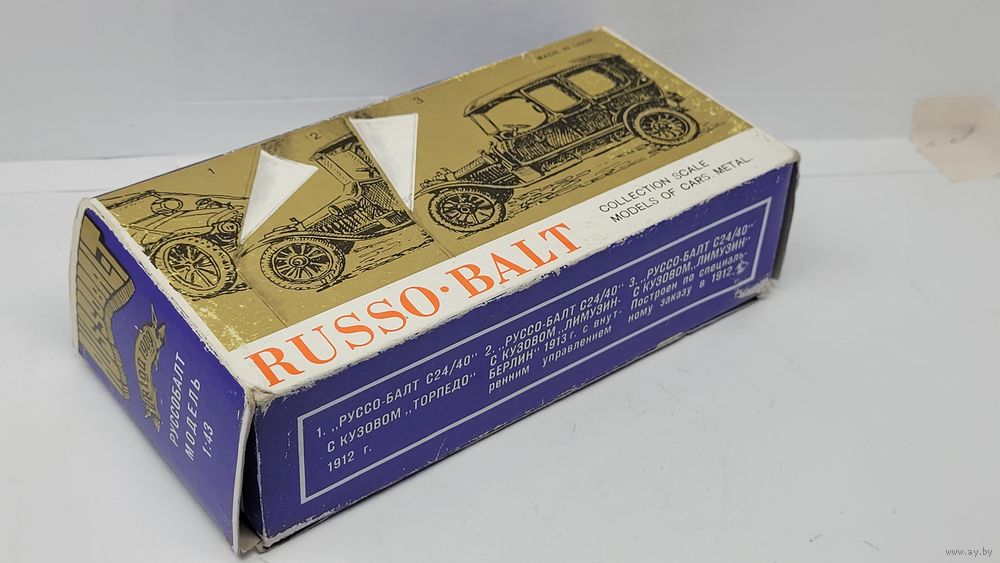 MADE IN USSR
1
2
3
COLLECTION SCALE
MODELS OF CARS. METAL.
RUSSO·BALT
РУССОБАЛТ
МОДЕЛЬ
1:43
1. „РУССО-БАЛТ С24/40"
С КУЗОВОМ „ТОРПЕДО"
1912 г.
2. „РУССО-БАЛТ С24/40"
С КУЗОВОМ „ЛИМУЗИН-
БЕРЛИН" 1913 г. с внут-
ренним управлением
3. „РУССО-БАЛТ С24/40"
С КУЗОВОМ „ЛИМУЗИН"
Построен по специаль-
ному заказу в 1912 г.
www.ay.by